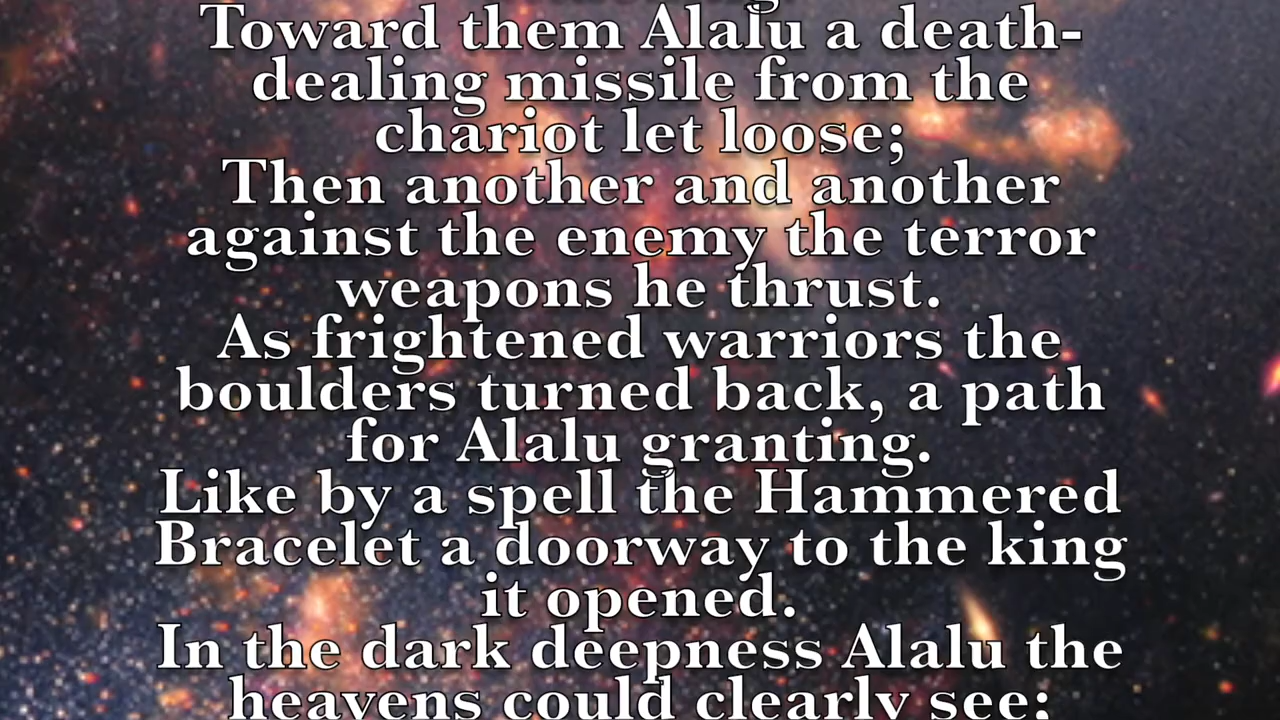 Toward them Alalu a death-
dealing missile from the
chariot let loose;
Then another and another
against the enemy the terror
weapons he thrust.
As frightened warriors the
boulders turned back, a path
for Alalu granting.
Like by a spell the Hammered
Bracelet a doorway to the king
it opened.
In the dark deepness Alalu the
heavens could clearly see;